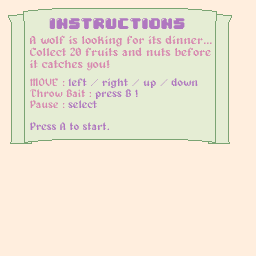 INSTRUCTIONS
A wolf is looking for its dinner...
Collect 20 fruits and nuts before
it catches you!
MOVE : left / right / up / down
Throw Bait : press B !
Pause : select
Press A to start.